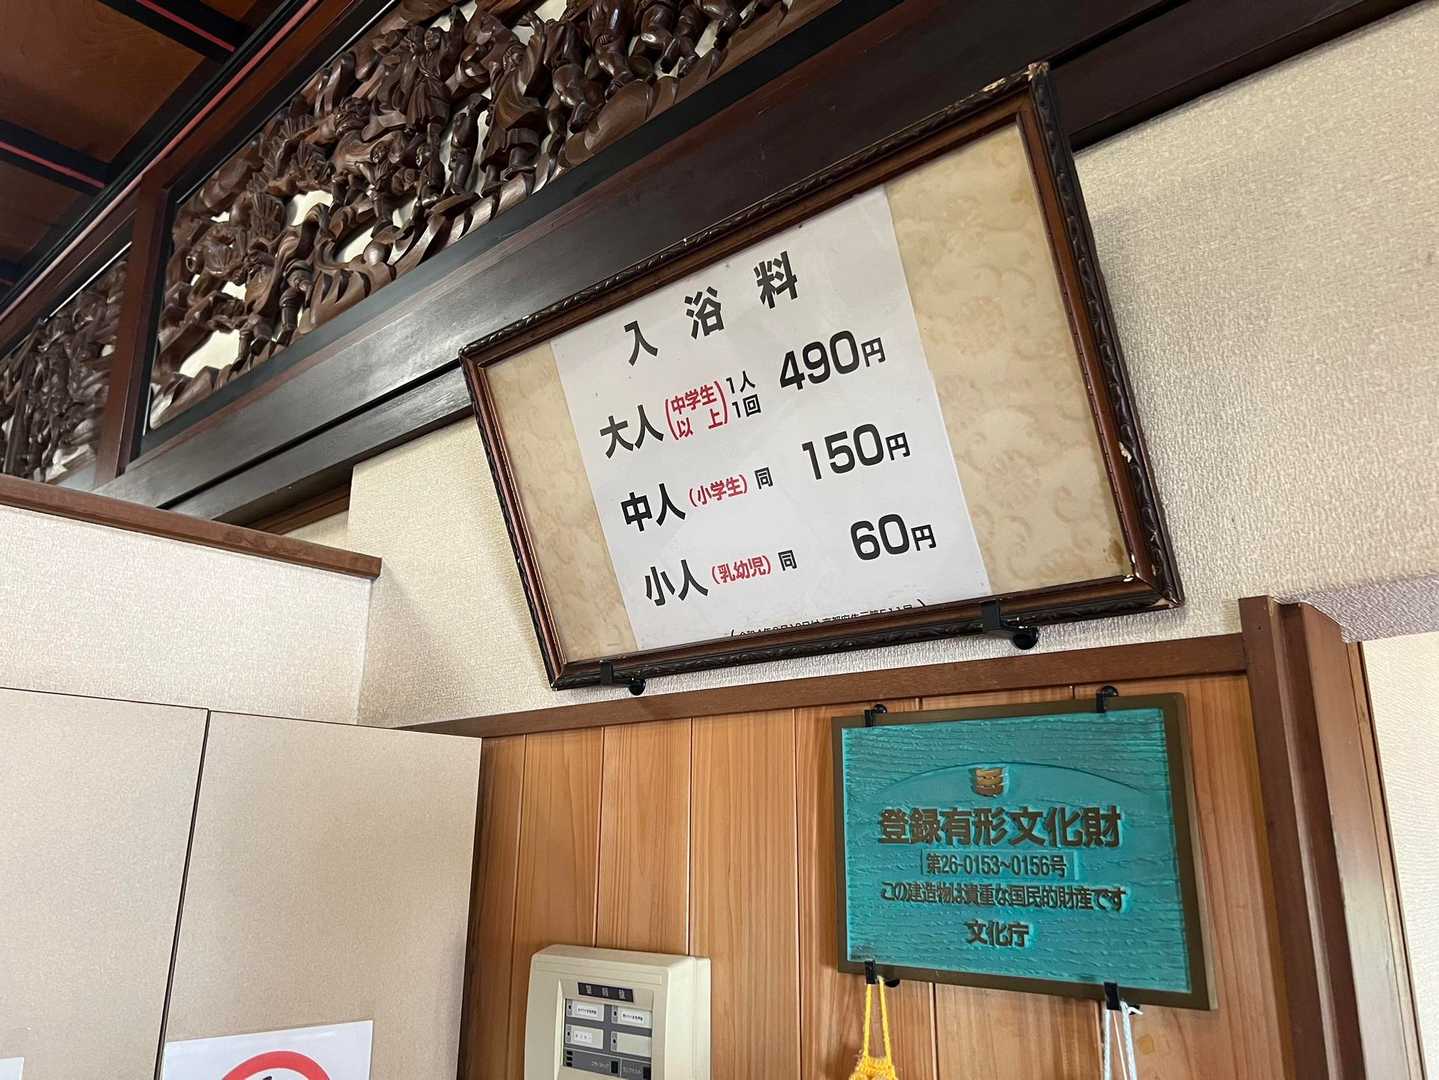 入浴料
大人(中学生以上)1人1回 490円
中人(小学生)同 150円
小人(乳幼児)同 60円
登録有形文化財
第26-0153~0156号
この建造物は貴重な国民的財産です
文化庁